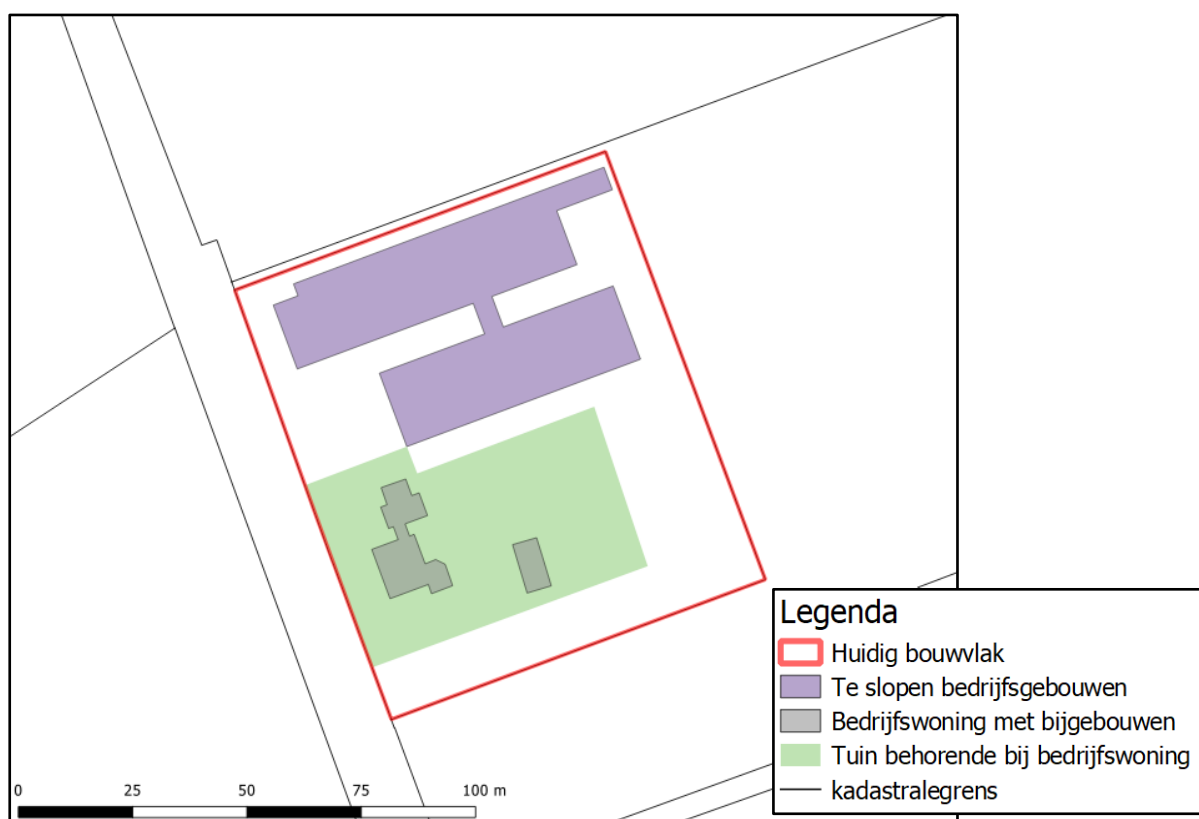 Legenda
Huidig bouwvlak
Te slopen bedrijfsgebouwen
Bedrijfswoning met bijgebouwen
Tuin behorende bij bedrijfswoning
kadastralegrens
0 25 50 75 100 m